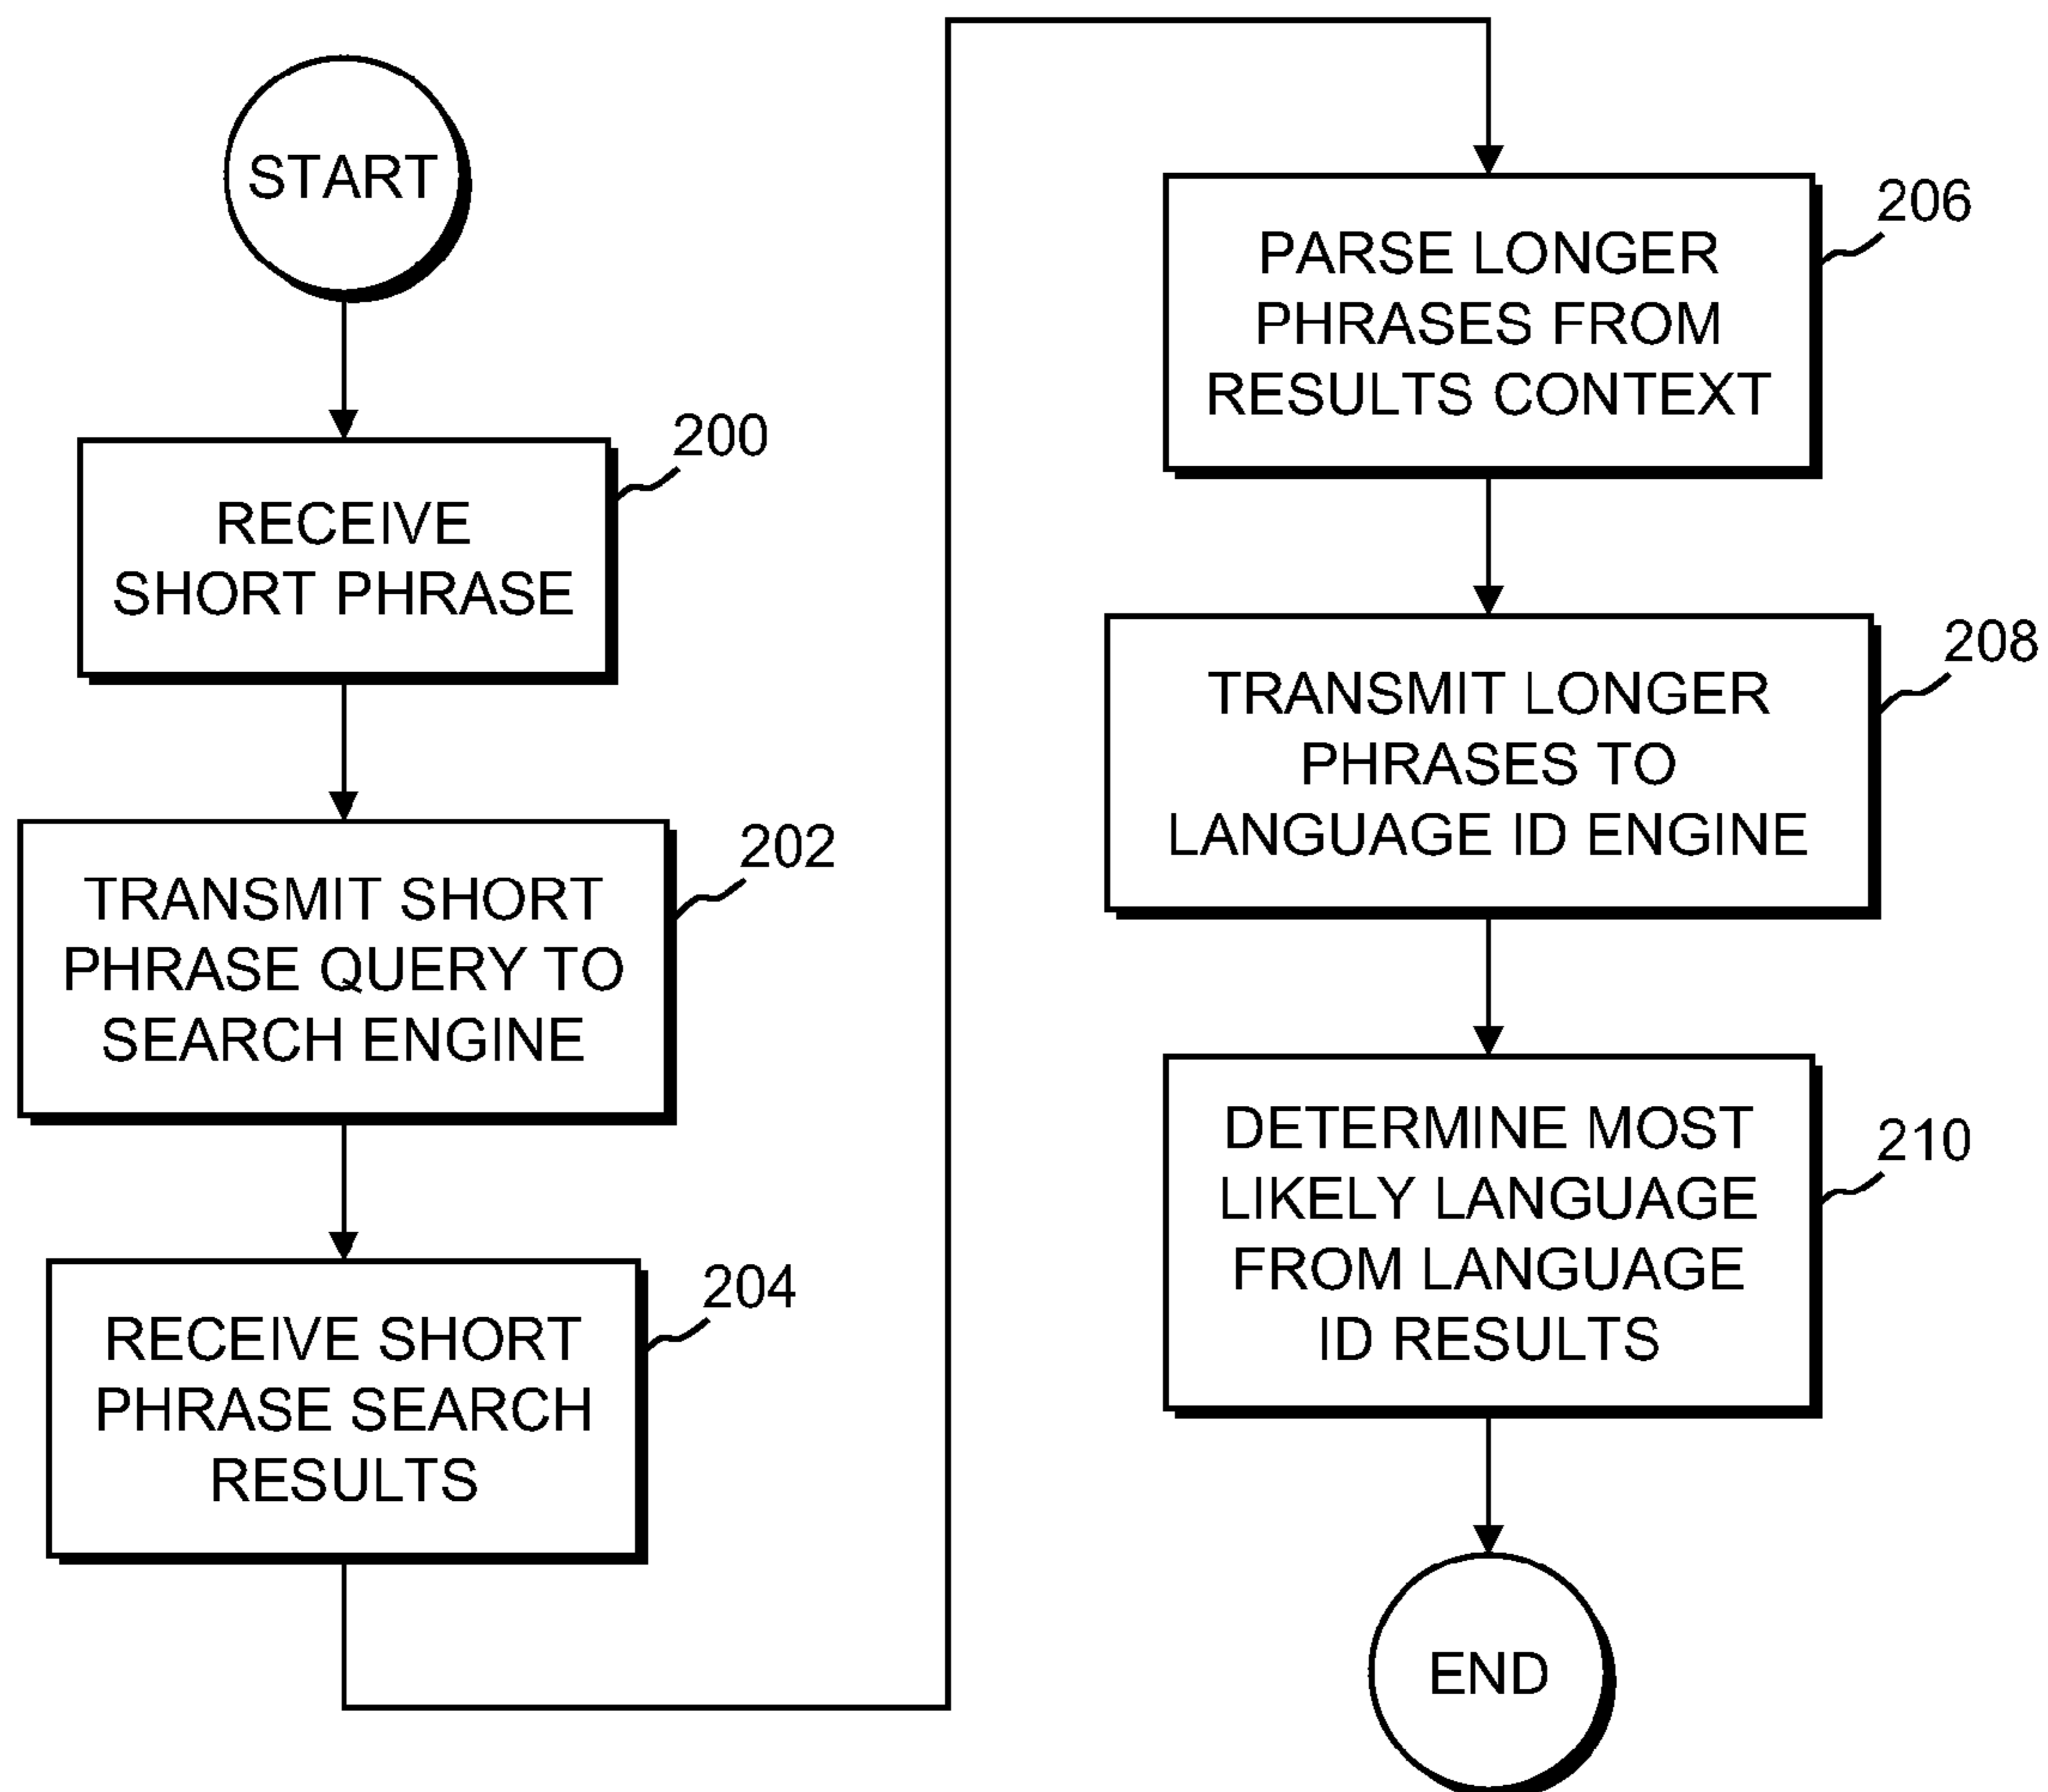 START
200
RECEIVE
SHORT PHRASE
202
TRANSMIT SHORT
PHRASE QUERY TO
SEARCH ENGINE
204
RECEIVE SHORT
PHRASE SEARCH
RESULTS
206
PARSE LONGER
PHRASES FROM
RESULTS CONTEXT
208
TRANSMIT LONGER
PHRASES TO
LANGUAGE ID ENGINE
210
DETERMINE MOST
LIKELY LANGUAGE
FROM LANGUAGE
ID RESULTS
END